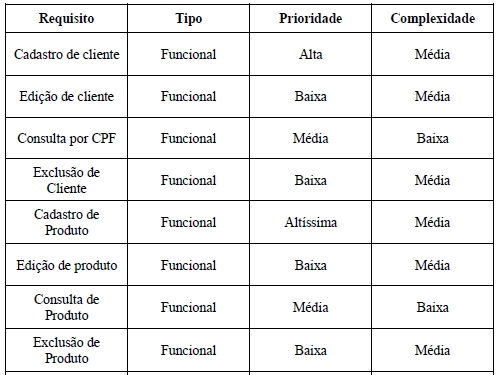 Requisito Tipo Prioridade Complexidade
Cadastro de cliente Funcional Alta Média
Edição de cliente Funcional Baixa Média
Consulta por CPF Funcional Média Baixa
Exclusão de
Cliente Funcional Baixa Média
Cadastro de
Produto Funcional Altíssima Média
Edição de produto Funcional Baixa Média
Consulta de
Produto Funcional Média Baixa
Exclusão de
Produto Funcional Baixa Média